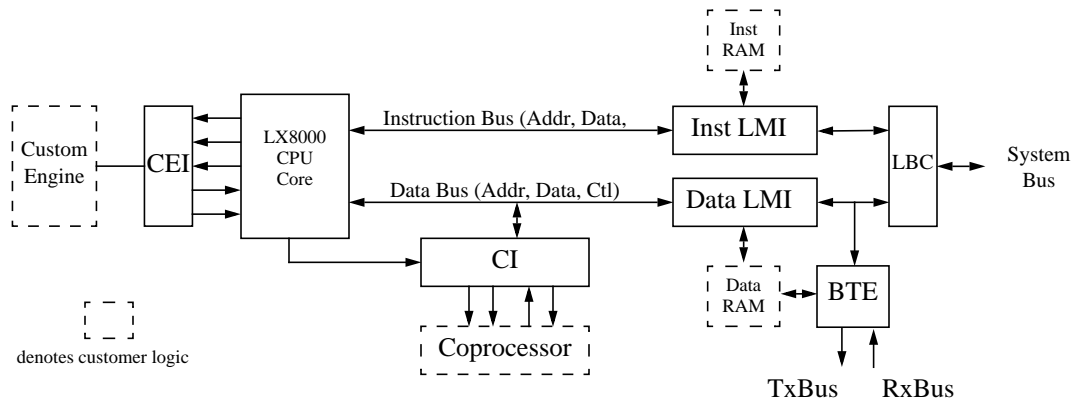 Inst
RAM
Custom
Engine
CEI
LX8000
CPU
Core
Instruction Bus (Addr, Data,
Inst LMI
LBC
System
Bus
Data Bus (Addr, Data, Ctl)
Data LMI
CI
Data
RAM
BTE
Coprocessor
denotes customer logic
TxBus
RxBus